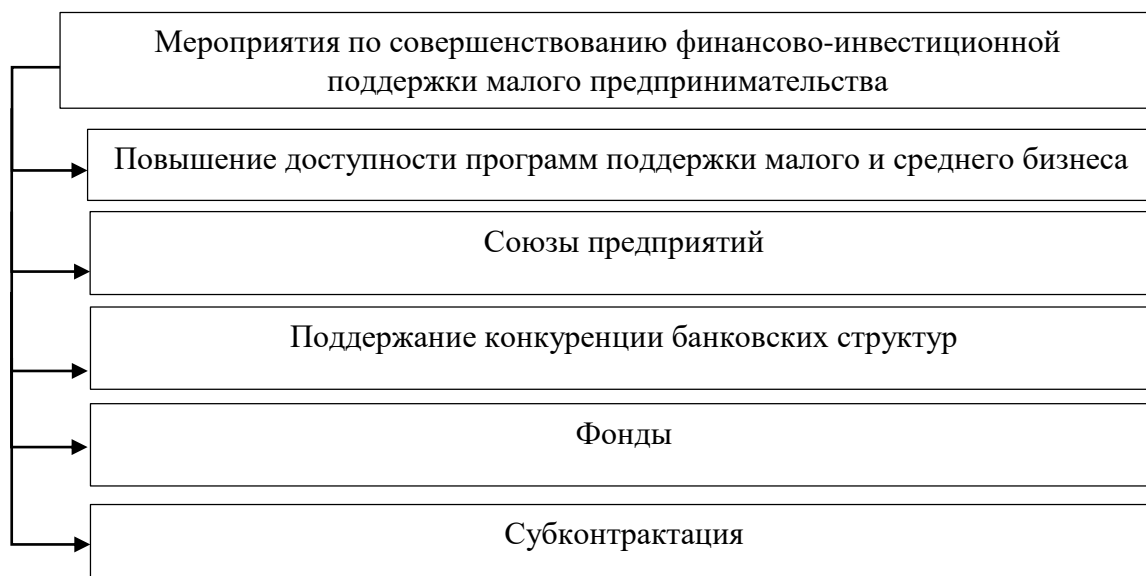 Мероприятия по совершенствованию финансово-инвестиционной
поддержки малого предпринимательства
Повышение доступности программ поддержки малого и среднего бизнеса
Союзы предприятий
Поддержание конкуренции банковских структур
Фонды
Субконтрактация